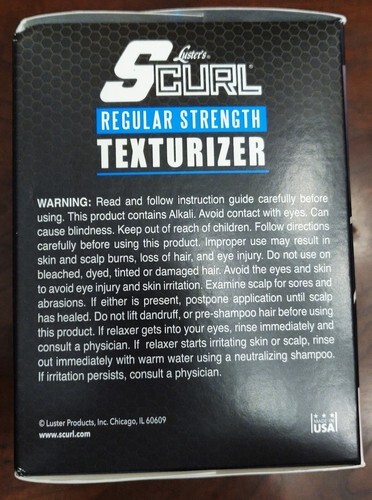 Luster's®
SCURL®
REGULAR STRENGTH
TEXTURIZER
WARNING: Read and follow instruction guide carefully before
using. This product contains Alkali. Avoid contact with eyes. Can
cause blindness. Keep out of reach of children. Follow directions
carefully before using this product. Improper use may result in
skin and scalp burns, loss of hair, and eye injury. Do not use on
bleached, dyed, tinted or damaged hair. Avoid the eyes and skin
to avoid eye injury and skin irritation. Examine scalp for sores and
abrasions. If either is present, postpone application until scalp
has healed. Do not lift dandruff, or pre-shampoo hair before using
this product. If relaxer gets into your eyes, rinse immediately and
consult a physician. If relaxer starts irritating skin or scalp, rinse
out immediately with warm water using a neutralizing shampoo.
If irritation persists, consult a physician.
© Luster Products, Inc. Chicago, IL 60609
www.scurl.com
MADE IN
USA